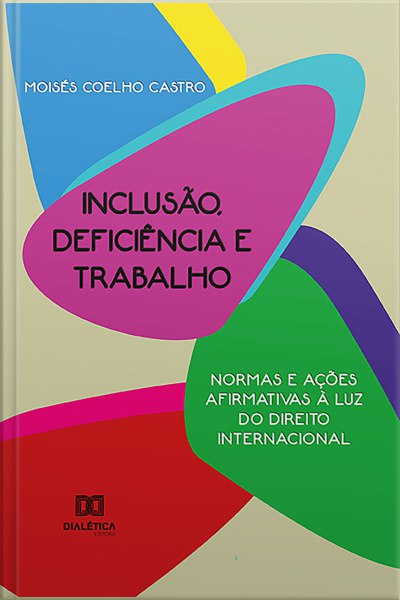 MOISÉS COELHO CASTRO
INCLUSÃO,
DEFICIÊNCIA E
TRABALHO
NORMAS E AÇÕES
AFIRMATIVAS À LUZ
DO DIREITO
INTERNACIONAL
DIALÉTICA
EDITORA